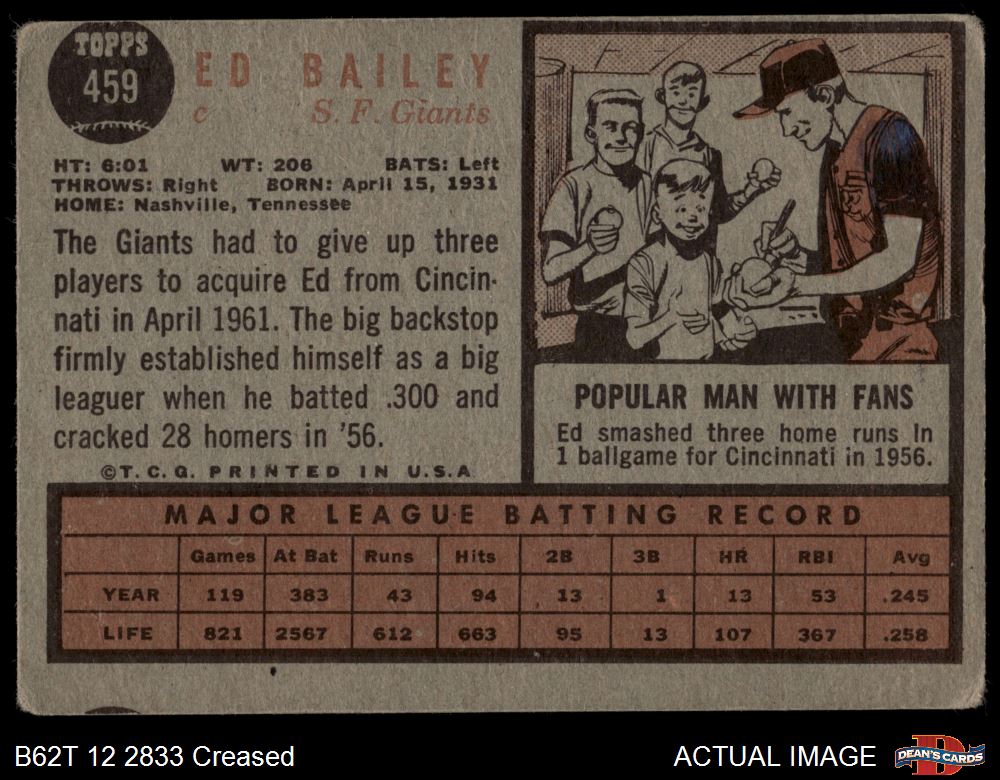 TOPPS
459
ED BAILEY
c S. F. Giants
HT: 6:01 WT: 206 BATS: Left
THROWS: Right BORN: April 15, 1931
HOME: Nashville, Tennessee
The Giants had to give up three
players to acquire Ed from Cincin-
nati in April 1961. The big backstop
firmly established himself as a big
leaguer when he batted .300 and
cracked 28 homers in '56.
©T.C.G. PRINTED IN U.S.A
POPULAR MAN WITH FANS
Ed smashed three home runs in
1 ballgame for Cincinnati in 1956.
MAJOR LEAGUE BATTING RECORD
Games At Bat Runs Hits 2B 3B HR RBI Avg
YEAR 119 383 43 94 13 1 13 53 .245
LIFE 821 2567 612 663 95 13 107 367 .258
B62T 12 2833 Creased
ACTUAL IMAGE
DEAN'S CARDS